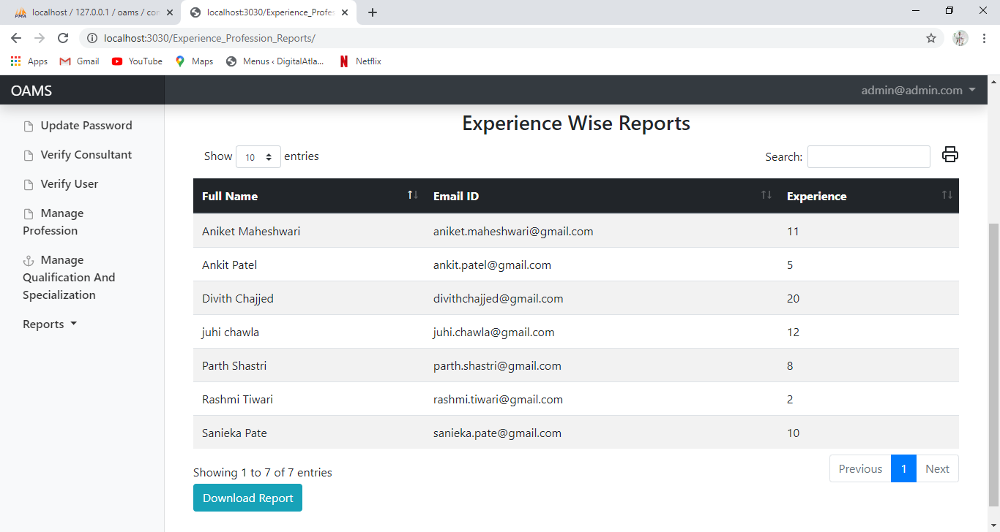 localhost / 127.0.0.1 / oams / con
localhost:3030/Experience_Profes
localhost:3030/Experience_Profession_Reports/
Apps Gmail YouTube Maps Menus ‹ DigitalAtla... Netflix
OAMS
admin@admin.com
Update Password
Verify Consultant
Verify User
Manage
Profession
Manage
Qualification And
Specialization
Reports
Experience Wise Reports
Show 10 entries
Search:
Full Name Email ID Experience
Aniket Maheshwari aniket.maheshwari@gmail.com 11
Ankit Patel ankit.patel@gmail.com 5
Divith Chajjed divithchajjed@gmail.com 20
juhi chawla juhi.chawla@gmail.com 12
Parth Shastri parth.shastri@gmail.com 8
Rashmi Tiwari rashmi.tiwari@gmail.com 2
Sanieka Pate sanieka.pate@gmail.com 10
Showing 1 to 7 of 7 entries
Previous 1 Next
Download Report